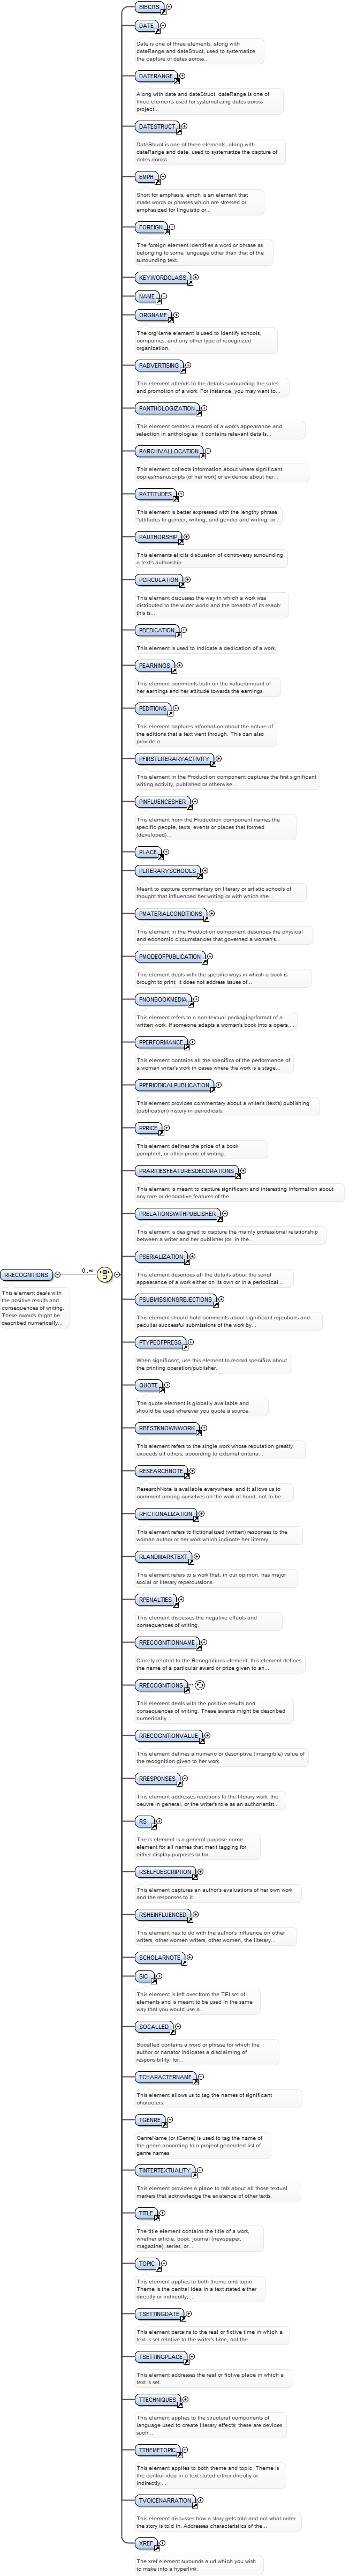 BIBCITS
DATE
Date is one of three elements, along with
dateRange and dateStruct, used to systematize
the capture of dates across...
DATERANGE
Along with date and dateStruct, dateRange is one of
three elements used for systematizing dates across
project...
DATESTRUCT
DateStruct is one of three elements, along with
dateRange and date, used to systematize the capture of
dates across...
EMPH
Short for emphasis, emph is an element that
marks words or phrases which are stressed or
emphasized for linguistic or...
FOREIGN
The foreign element identifies a word or phrase as
belonging to some language other than that of the
surrounding text.
KEYWORDCLASS
NAME
ORGNAME
The orgName element is used to identify schools,
companies, and any other type of recognized
organization.
PADVERTISING
This element attends to the details surrounding the sales
and promotion of a work. For instance, you may want to...
PANTHOLOGIZATION
This element creates a record of a work's appearance and
selection in anthologies; it contains relevant details...
PARCHIVALLOCATION
This element collects information about where significant
copies/manuscripts (of her work) or evidence about her...
PATTITUDES
This element is better expressed with the lengthy phrase:
"attitudes to gender, writing, and gender and writing, or...
PAUTHORSHIP
This elements elicits discussion of controversy surrounding
a text's authorship.
PCIRCULATION
This element discusses the way in which a work was
distributed to the wider world and the breadth of its reach:
this is...
PDEDICATION
This element is used to indicate a dedication of a work.
PEARNINGS
This element comments both on the value/amount of
her earnings and her attitude towards the earnings.
PEDITIONS
This element captures information about the nature of
the editions that a text went through. This can also
provide a...
PFIRSTLITERARYACTIVITY
This element in the Production component captures the first significant
writing activity, published or otherwise....
PINFLUENCESHER
This element from the Production component names the
specific people, texts, events or places that formed
(developed)...
PLACE
PLITERARYSCHOOLS
Meant to capture commentary on literary or artistic schools of
thought that influenced her writing or with which she...
PMATERIALCONDITIONS
This element in the Production component describes the physical
and economic circumstances that governed a woman's...
PMODEOFPUBLICATION
This element deals with the specific ways in which a book is
brought to print; it does not address issues of...
PNONBOOKMEDIA
This element refers to a non-textual packaging/format of a
written work. If someone adapts a woman's book into a opera,...
PPERFORMANCE
This element contains all the specifics of the performance of
a woman writer's work in cases where the work is a stage...
PPERIODICALPUBLICATION
This element provides commentary about a writer's (text's) publishing
(publication) history in periodicals.
PPRICE
This element defines the price of a book,
pamphlet, or other piece of writing.
PRARITIESFEATURESDECORATIONS
This element is meant to capture significant and interesting information about
any rare or decorative features of the...
PRELATIONSWITHPUBLISHER
This element is designed to capture the mainly professional relationship
between a writer and her publisher (or, in the...
PSERIALIZATION
This element describes all the details about the serial
appearance of a work either on its own or in a periodical...
PSUBMISSIONSREJECTIONS
This element should hold comments about significant rejections and
peculiar successful submissions of the work by...
PTYPEOFPRESS
When significant, use this element to record specifics about
the printing operation/publisher.
QUOTE
The quote element is globally available and
should be used wherever you quote a source.
RBESTKNOWNWORK
This element refers to the single work whose reputation greatly
exceeds all others, according to external criteria...
RESEARCHNOTE
ResearchNote is available everywhere, and it allows us to
comment among ourselves on the work at hand; not to be...
RFICTIONALIZATION
This element refers to fictionalized (written) responses to the
woman author or her work which indicate her literary...
RLANDMARKTEXT
This element refers to a work that, in our opinion, has major
social or literary repercussions.
RPENALTIES
This element discusses the negative effects and
consequences of writing.
RRECOGNITIONNAME
Closely related to the Recognitions element, this element defines
the name of a particular award or prize given to an...
RRECOGNITIONS
This element deals with the positive results and
consequences of writing. These awards might be described
numerically...
RRECOGNITIONVALUE
This element defines a numeric or descriptive (intangible) value of
the recognition given to her work.
RRESPONSES
This element addresses reactions to the literary work, the
oeuvre in general, or the writer's role as an author/artist...
RS
The rs element is a general purpose name
element for all names that merit tagging for
either display purposes or for...
RSELFDESCRIPTION
This element captures an author's evaluations of her own work
and the responses to it.
RSHEINFLUENCED
This element has to do with the author's influence on other
writers, other women writers, other women, the literary...
SCHOLARNOTE
SIC
This element is left over from the TEI set of
elements and is meant to be used in the same
way that you would use a...
SOCALLED
Socalled contains a word or phrase for which the
author or narrator indicates a disclaiming of
responsibility, for...
TCHARACTERNAME
This element allows us to tag the names of significant
characters.
TGENRE
GenreName (or tGenre) is used to tag the name of
the genre according to a project-generated list of
genre names.
TINTERTEXTUALITY
This element provides a place to talk about all those textual
markers that acknowledge the existence of other texts.
TITLE
The title element contains the title of a work,
whether article, book, journal (newspaper,
magazine), series, or...
TOPIC
This element applies to both theme and topic.
Theme is the central idea in a text stated either
directly or indirectly;...
TSETTINGDATE
This element pertains to the real or fictive time in which a
text is set relative to the writer's time, not the...
TSETTINGPLACE
This element addresses the real or fictive place in which a
text is set.
TTECHNIQUES
This element applies to the structural components of
language used to create literary effects: these are devices
such...
TTHEMETOPIC
This element applies to both theme and topic. Theme is
the central idea in a text stated either directly or
indirectly;...
TVOICENARRATION
This element discusses how a story gets told and not what order
the story is told in. Addresses characteristics of the...
XREF
The xref element surounds a url which you wish
to make into a hyperlink.
RRECOGNITIONS
0..∞
This element deals with
the positive results and
consequences of writing.
These awards might be
described numerically...